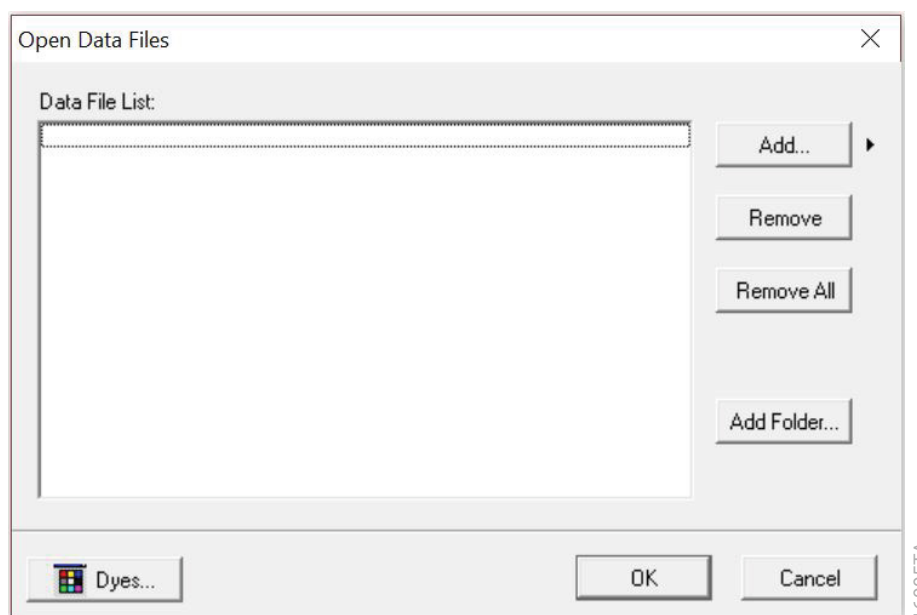 Open Data Files
Data File List:
Add...
Remove
Remove All
Add Folder...
Dyes...
OK
Cancel